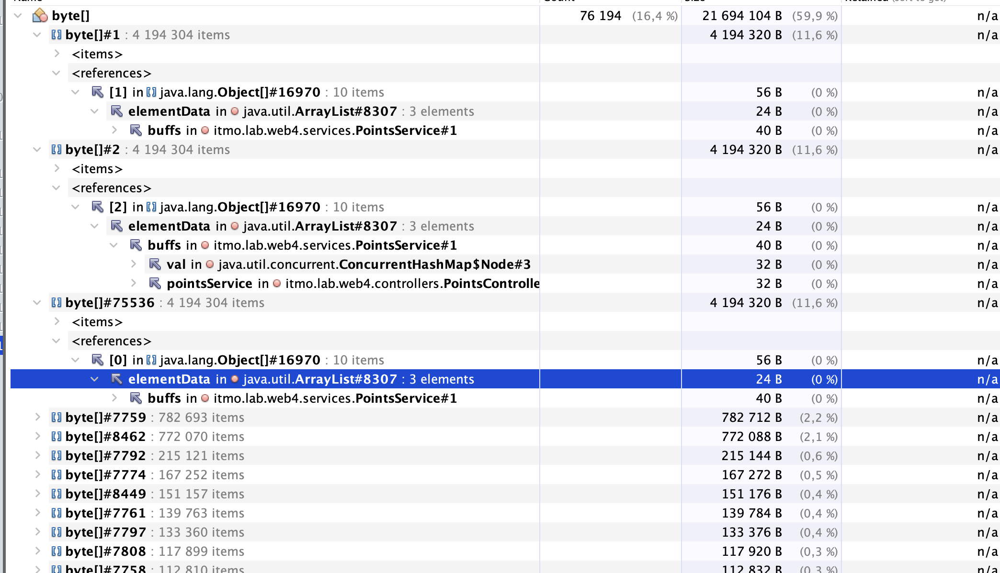 Name Count Size Retained (sort to get)
byte[] 76 194 (16,4 %) 21 694 104 B (59,9 %) n/a
byte[]#1 : 4 194 304 items 4 194 320 B (11,6 %) n/a
<items>
<references>
[1] in java.lang.Object[]#16970 : 10 items 56 B (0 %) n/a
elementData in java.util.ArrayList#8307 : 3 elements 24 B (0 %) n/a
buffs in itmo.lab.web4.services.PointsService#1 40 B (0 %) n/a
byte[]#2 : 4 194 304 items 4 194 320 B (11,6 %) n/a
<items>
<references>
[2] in java.lang.Object[]#16970 : 10 items 56 B (0 %) n/a
elementData in java.util.ArrayList#8307 : 3 elements 24 B (0 %) n/a
buffs in itmo.lab.web4.services.PointsService#1 40 B (0 %) n/a
val in java.util.concurrent.ConcurrentHashMap$Node#3 32 B (0 %) n/a
pointsService in itmo.lab.web4.controllers.PointsControlle 32 B (0 %) n/a
byte[]#75536 : 4 194 304 items 4 194 320 B (11,6 %) n/a
<items>
<references>
[0] in java.lang.Object[]#16970 : 10 items 56 B (0 %) n/a
elementData in java.util.ArrayList#8307 : 3 elements 24 B (0 %) n/a
buffs in itmo.lab.web4.services.PointsService#1 40 B (0 %) n/a
byte[]#7759 : 782 693 items 782 712 B (2,2 %) n/a
byte[]#8462 : 772 070 items 772 088 B (2,1 %) n/a
byte[]#7792 : 215 121 items 215 144 B (0,6 %) n/a
byte[]#7774 : 167 252 items 167 272 B (0,5 %) n/a
byte[]#8449 : 151 157 items 151 176 B (0,4 %) n/a
byte[]#7761 : 139 763 items 139 784 B (0,4 %) n/a
byte[]#7797 : 133 360 items 133 376 B (0,4 %) n/a
byte[]#7808 : 117 899 items 117 920 B (0,3 %) n/a
byte[]#7758 : 112 810 items 112 832 B (0,3 %) n/a